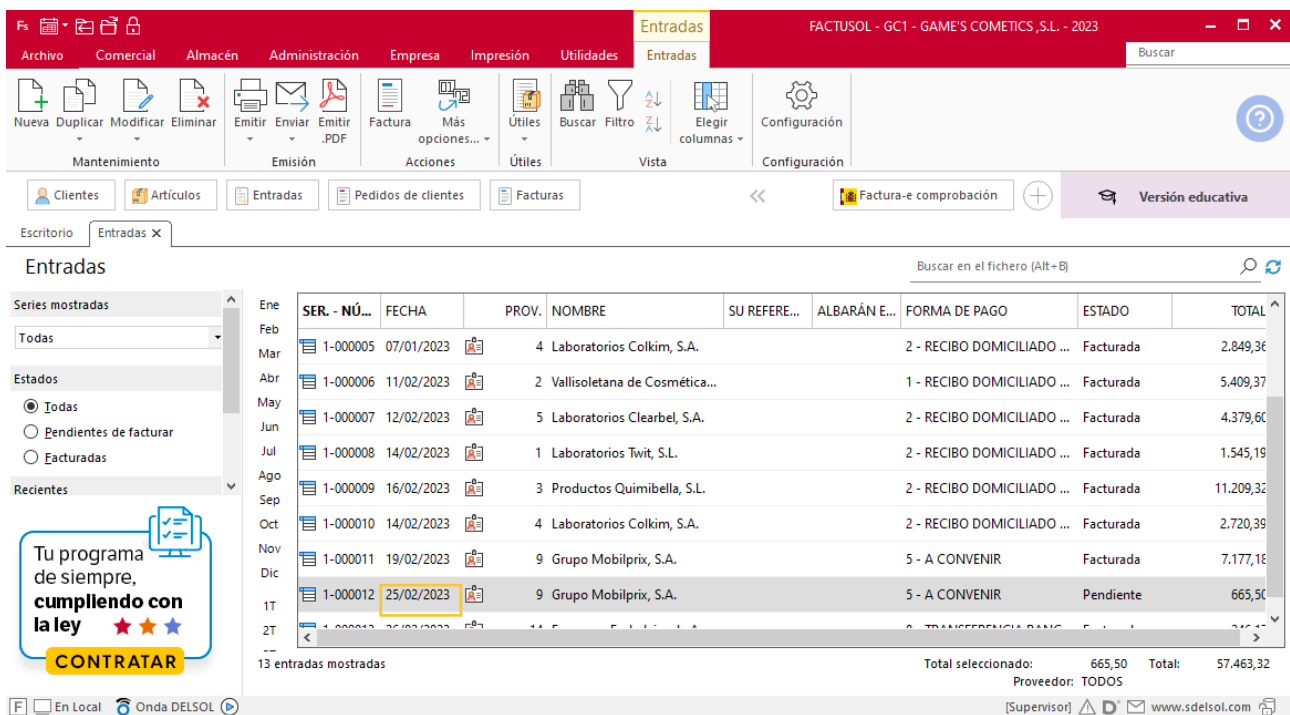 Fs Entradas FACTUSOL - GC1 - GAME'S COMETICS ,S.L. - 2023
Archivo Comercial Almacén Administración Empresa Impresión Utilidades Entradas Buscar
Nueva Duplicar Modificar Eliminar Emitir Enviar Emitir .PDF Factura Más opciones... Útiles Buscar Filtro Elegir columnas Configuración
Mantenimiento Emisión Acciones Útiles Vista Configuración
Clientes Artículos Entradas Pedidos de clientes Facturas Factura-e comprobación Versión educativa
Escritorio Entradas X
Entradas Buscar en el fichero (Alt+B)
Series mostradas
Todas
Estados
Todas
Pendientes de facturar
Facturadas
Recientes
Tu programa
de siempre,
cumpliendo con
la ley
CONTRATAR
Ene
Feb
Mar
Abr
May
Jun
Jul
Ago
Sep
Oct
Nov
Dic
1T
2T
SER. - NÚ... FECHA PROV. NOMBRE SU REFERE... ALBARÁN E... FORMA DE PAGO ESTADO TOTAL
1-000005 07/01/2023 4 Laboratorios Colkim, S.A. 2 - RECIBO DOMICILIADO ... Facturada 2.849,36
1-000006 11/02/2023 2 Vallisoletana de Cosmética... 1 - RECIBO DOMICILIADO ... Facturada 5.409,37
1-000007 12/02/2023 5 Laboratorios Clearbel, S.A. 2 - RECIBO DOMICILIADO ... Facturada 4.379,60
1-000008 14/02/2023 1 Laboratorios Twit, S.L. 2 - RECIBO DOMICILIADO ... Facturada 1.545,19
1-000009 16/02/2023 3 Productos Quimibella, S.L. 2 - RECIBO DOMICILIADO ... Facturada 11.209,32
1-000010 14/02/2023 4 Laboratorios Colkim, S.A. 2 - RECIBO DOMICILIADO ... Facturada 2.720,39
1-000011 19/02/2023 9 Grupo Mobilprix, S.A. 5 - A CONVENIR Facturada 7.177,18
1-000012 25/02/2023 9 Grupo Mobilprix, S.A. 5 - A CONVENIR Pendiente 665,50
13 entradas mostradas Total seleccionado: 665,50 Total: 57.463,32
Proveedor: TODOS
F En Local Onda DELSOL [Supervisor] D www.sdelsol.com